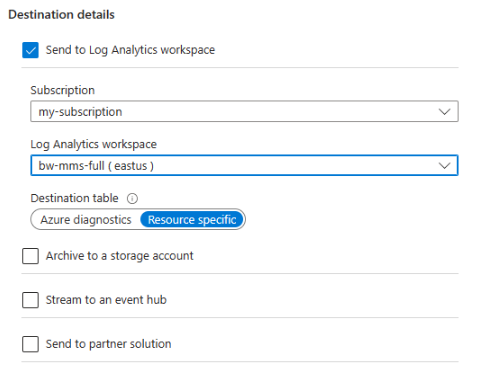 Destination details
Send to Log Analytics workspace
Subscription
my-subscription
Log Analytics workspace
bw-mms-full ( eastus )
Destination table
Azure diagnostics Resource specific
Archive to a storage account
Stream to an event hub
Send to partner solution